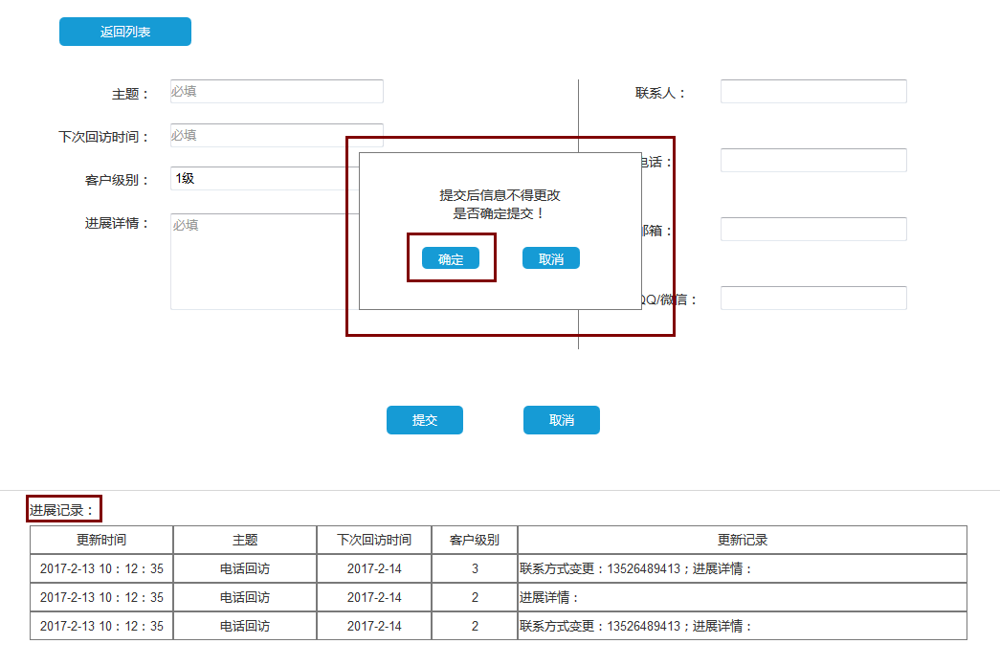 返回列表
主题： 必填 联系人：
下次回访时间： 必填
电话：
客户级别： 1级
提交后信息不得更改
是否确定提交！
进展详情： 必填
邮箱：
确定 取消
QQ/微信：
提交 取消
进展记录：
更新时间 主题 下次回访时间 客户级别 更新记录
2017-2-13 10：12：35 电话回访 2017-2-14 3 联系方式变更：13526489413；进展详情：
2017-2-13 10：12：35 电话回访 2017-2-14 2 进展详情：
2017-2-13 10：12：35 电话回访 2017-2-14 2 联系方式变更：13526489413；进展详情：